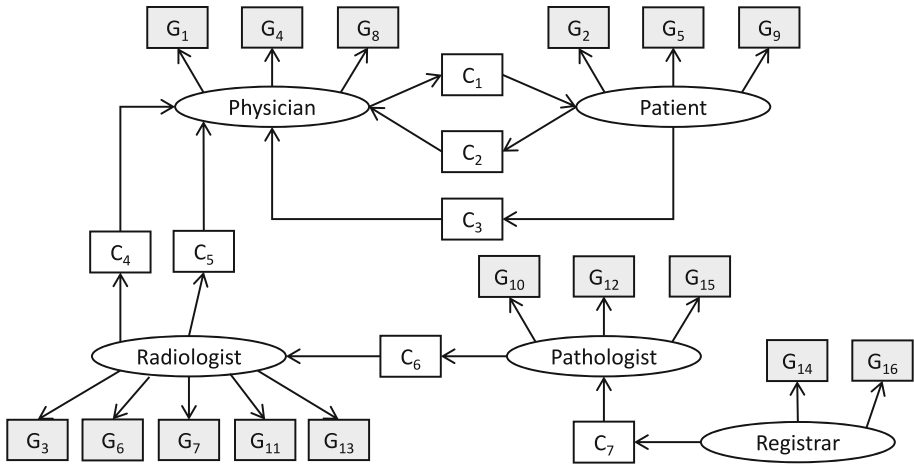 G1 G4 G8 G2 G5 G9
C1
Physician Patient
C2
C3
C4 C5
G10 G12 G15
Radiologist C6 Pathologist
G14 G16
G3 G6 G7 G11 G13 C7 Registrar